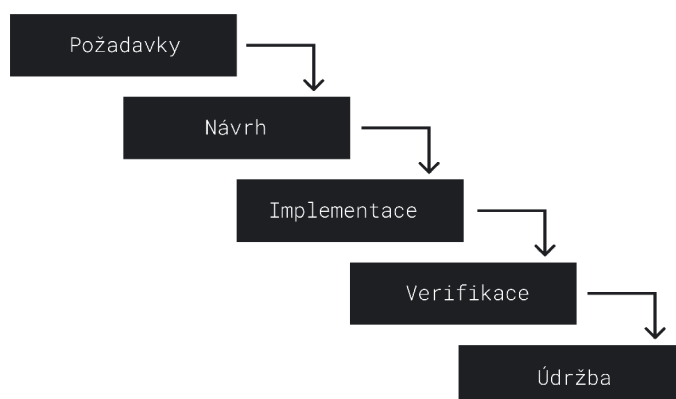 Požadavky
Návrh
Implementace
Verifikace
Údržba